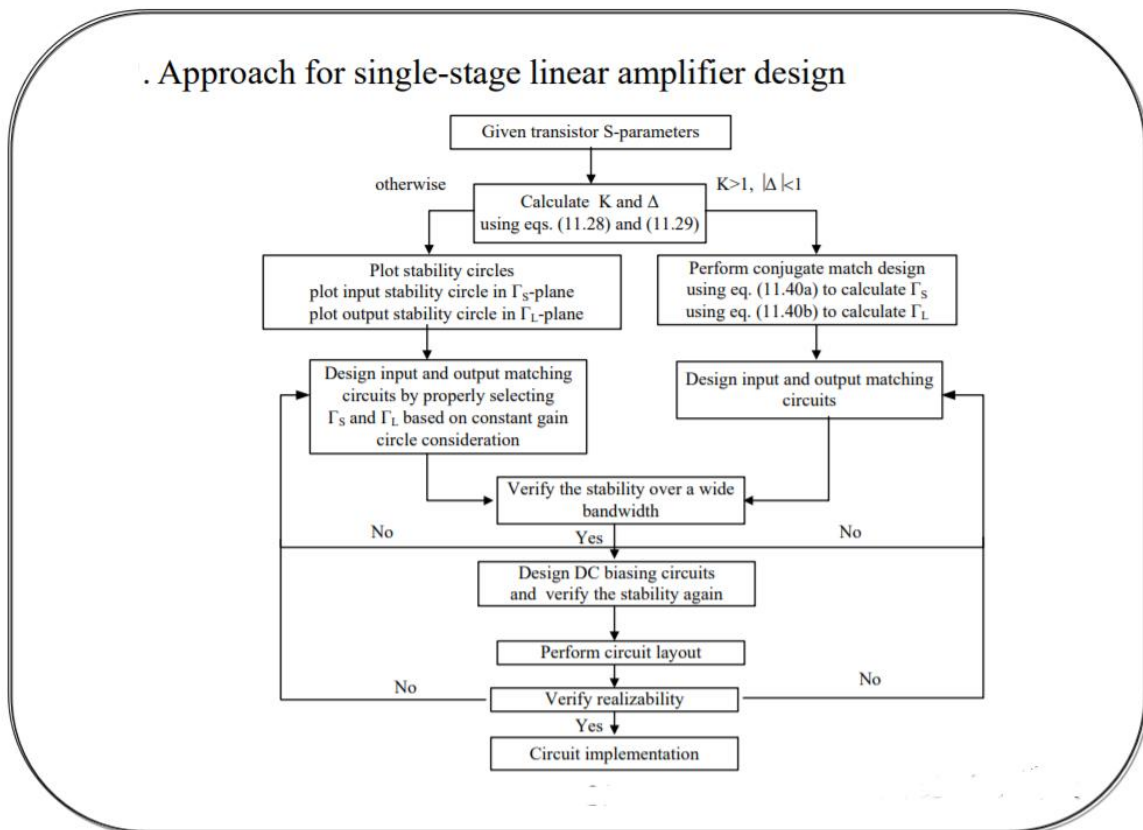 . Approach for single-stage linear amplifier design
Given transistor S-parameters
otherwise
K>1, |Δ|<1
Calculate K and Δ
using eqs. (11.28) and (11.29)
Plot stability circles
plot input stability circle in ΓS-plane
plot output stability circle in ΓL-plane
Perform conjugate match design
using eq. (11.40a) to calculate ΓS
using eq. (11.40b) to calculate ΓL
Design input and output matching
circuits by properly selecting
ΓS and ΓL based on constant gain
circle consideration
Design input and output matching
circuits
Verify the stability over a wide
bandwidth
No
Yes
No
Design DC biasing circuits
and verify the stability again
Perform circuit layout
No
Verify realizability
No
Yes
Circuit implementation